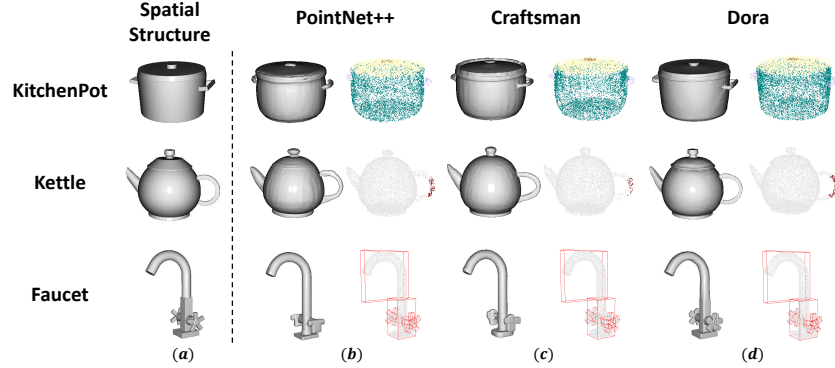 Spatial
Structure
PointNet++
Craftsman
Dora
KitchenPot
Kettle
Faucet
(a)
(b)
(c)
(d)